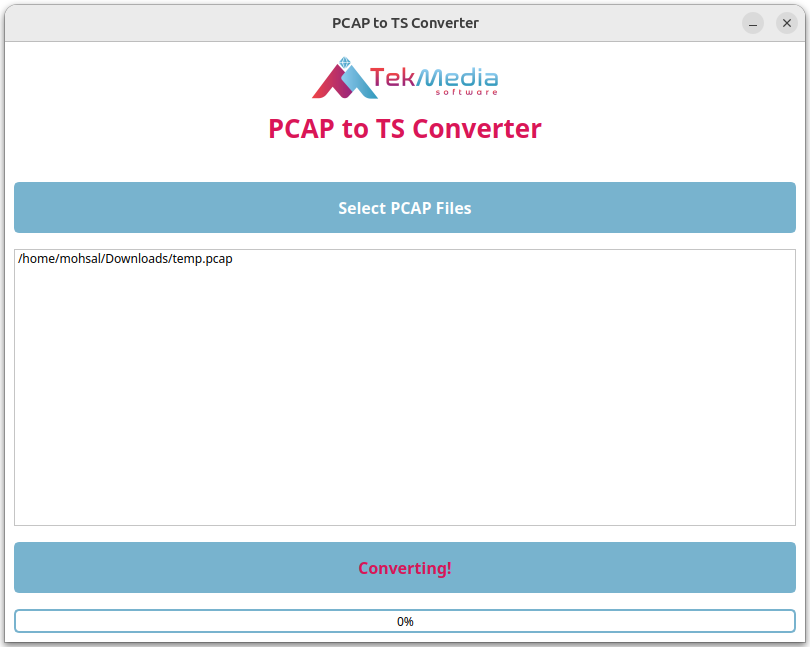 PCAP to TS Converter
TekMedia
software
PCAP to TS Converter
Select PCAP Files
/home/mohsal/Downloads/temp.pcap
Converting!
0%